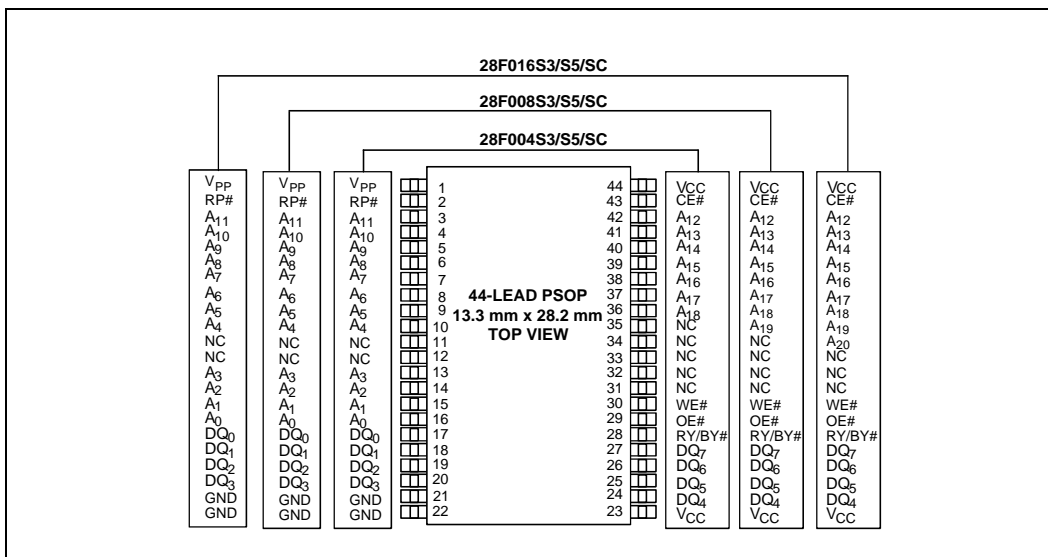 28F016S3/S5/SC
28F008S3/S5/SC
28F004S3/S5/SC
VPP VPP VPP 1 44 VCC VCC VCC
RP# RP# RP# 2 43 CE# CE# CE#
A11 A11 A11 3 42 A12 A12 A12
A10 A10 A10 4 41 A13 A13 A13
A9 A9 A9 5 40 A14 A14 A14
A8 A8 A8 6 39 A15 A15 A15
A7 A7 A7 7 38 A16 A16 A16
A6 A6 A6 8 44-LEAD PSOP 37 A17 A17 A17
A5 A5 A5 9 13.3 mm x 28.2 mm 36 A18 A18 A18
A4 A4 A4 10 TOP VIEW 35 NC A19 A19
NC NC NC 11 34 NC NC A20
NC NC NC 12 33 NC NC NC
A3 A3 A3 13 32 NC NC NC
A2 A2 A2 14 31 NC NC NC
A1 A1 A1 15 30 WE# WE# WE#
A0 A0 A0 16 29 OE# OE# OE#
DQ0 DQ0 DQ0 17 28 RY/BY# RY/BY# RY/BY#
DQ1 DQ1 DQ1 18 27 DQ7 DQ7 DQ7
DQ2 DQ2 DQ2 19 26 DQ6 DQ6 DQ6
DQ3 DQ3 DQ3 20 25 DQ5 DQ5 DQ5
GND GND GND 21 24 DQ4 DQ4 DQ4
GND GND GND 22 23 VCC VCC VCC